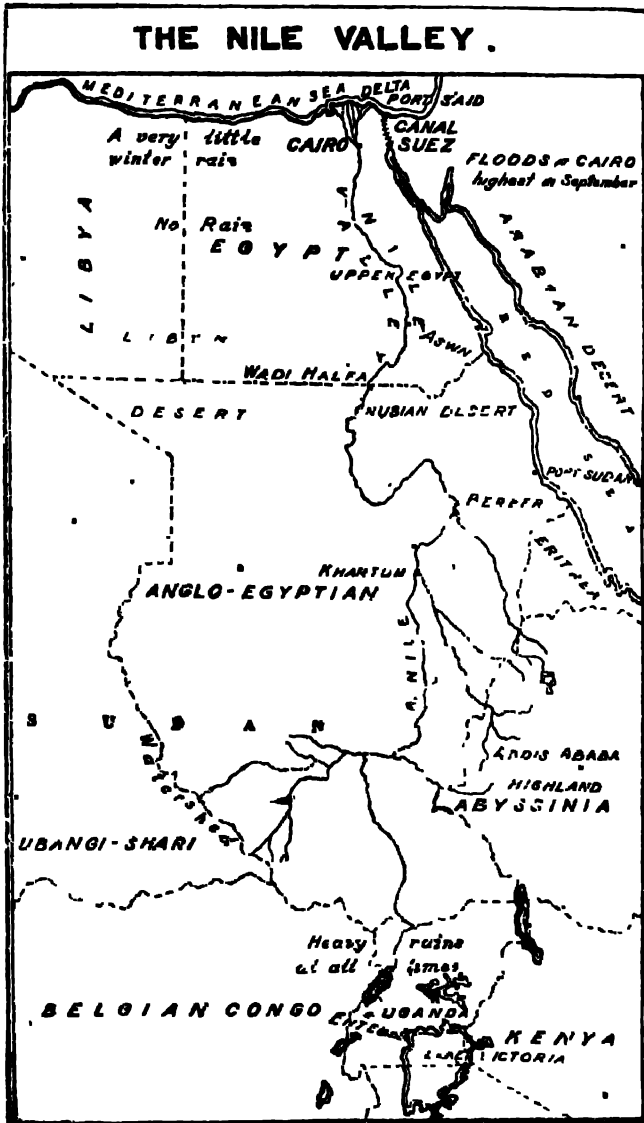 THE NILE VALLEY.
MEDITERRANEAN SEA
DELTA
PORT SAID
A very little
winter rain
CAIRO
CANAL
SUEZ
FLOODS at CAIRO
highest in September
LIBYA
No Rain
EGYPT
UPPER EGYPT
NILE
ARABIAN DESERT
RED
SEA
ASWN
WADI HALFA
DESERT
NUBIAN DESERT
PORT SUDAN
BERBER
ERITREA
KHARTUM
ANGLO-EGYPTIAN
R. NILE
SUDAN
Watershed
ADDIS ABABA
HIGHLAND
ABYSSINIA
UBANGI-SHARI
Heavy rains
at all times
BELGIAN CONGO
UGANDA
KENYA